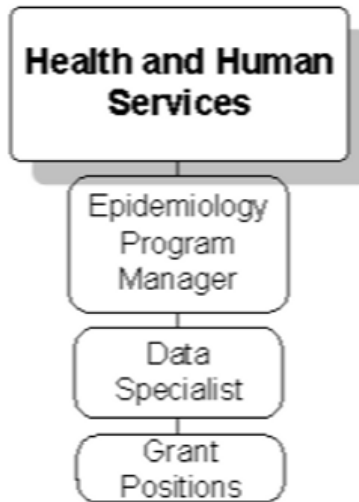 Health and Human
Services
Epidemiology
Program
Manager
Data
Specialist
Grant
Positions